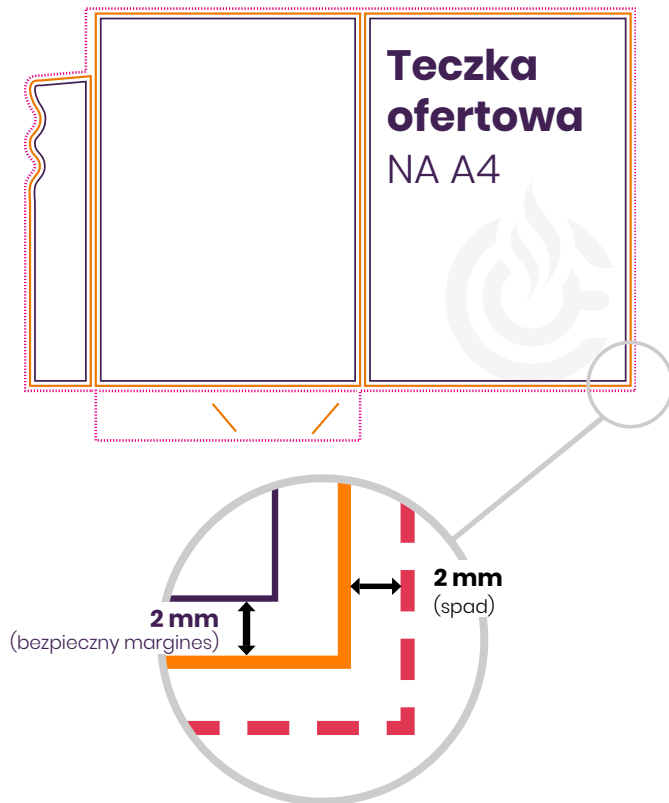 Teczka
ofertowa
NA A4
2 mm
(spad)
2 mm
(bezpieczny margines)